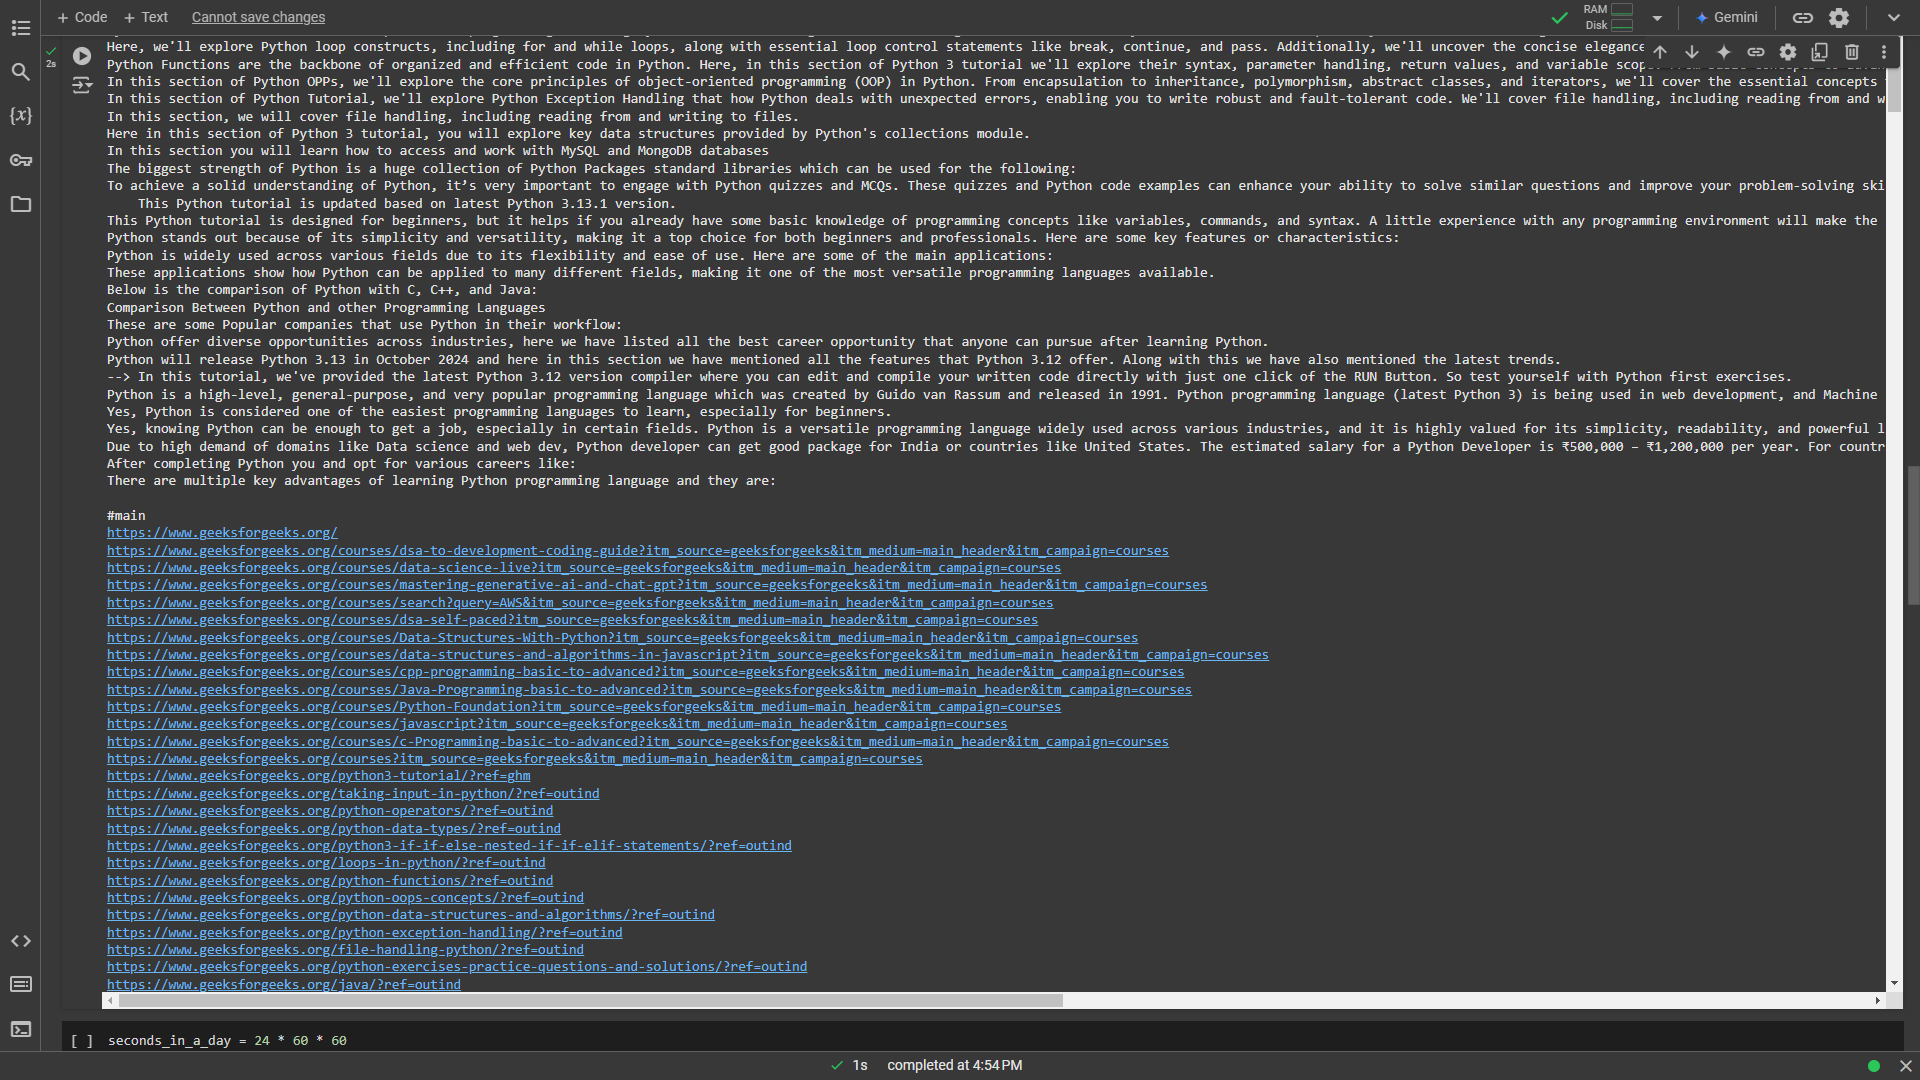 + Code + Text Cannot save changes
RAM
Disk
Gemini
2s
Here, we'll explore Python loop constructs, including for and while loops, along with essential loop control statements like break, continue, and pass. Additionally, we'll uncover the concise elegance
Python Functions are the backbone of organized and efficient code in Python. Here, in this section of Python 3 tutorial we'll explore their syntax, parameter handling, return values, and variable scope.
In this section of Python OPPs, we'll explore the core principles of object-oriented programming (OOP) in Python. From encapsulation to inheritance, polymorphism, abstract classes, and iterators, we'll cover the essential concepts
In this section of Python Tutorial, we'll explore Python Exception Handling that how Python deals with unexpected errors, enabling you to write robust and fault-tolerant code. We'll cover file handling, including reading from and w
In this section, we will cover file handling, including reading from and writing to files.
Here in this section of Python 3 tutorial, you will explore key data structures provided by Python's collections module.
In this section you will learn how to access and work with MySQL and MongoDB databases
The biggest strength of Python is a huge collection of Python Packages standard libraries which can be used for the following:
To achieve a solid understanding of Python, it's very important to engage with Python quizzes and MCQs. These quizzes and Python code examples can enhance your ability to solve similar questions and improve your problem-solving ski
This Python tutorial is updated based on latest Python 3.13.1 version.
This Python tutorial is designed for beginners, but it helps if you already have some basic knowledge of programming concepts like variables, commands, and syntax. A little experience with any programming environment will make the
Python stands out because of its simplicity and versatility, making it a top choice for both beginners and professionals. Here are some key features or characteristics:
Python is widely used across various fields due to its flexibility and ease of use. Here are some of the main applications:
These applications show how Python can be applied to many different fields, making it one of the most versatile programming languages available.
Below is the comparison of Python with C, C++, and Java:
Comparison Between Python and other Programming Languages
These are some Popular companies that use Python in their workflow:
Python offer diverse opportunities across industries, here we have listed all the best career opportunity that anyone can pursue after learning Python.
Python will release Python 3.13 in October 2024 and here in this section we have mentioned all the features that Python 3.12 offer. Along with this we have also mentioned the latest trends.
--> In this tutorial, we've provided the latest Python 3.12 version compiler where you can edit and compile your written code directly with just one click of the RUN Button. So test yourself with Python first exercises.
Python is a high-level, general-purpose, and very popular programming language which was created by Guido van Rassum and released in 1991. Python programming language (latest Python 3) is being used in web development, and Machine
Yes, Python is considered one of the easiest programming languages to learn, especially for beginners.
Yes, knowing Python can be enough to get a job, especially in certain fields. Python is a versatile programming language widely used across various industries, and it is highly valued for its simplicity, readability, and powerful l
Due to high demand of domains like Data science and web dev, Python developer can get good package for India or countries like United States. The estimated salary for a Python Developer is ₹500,000 – ₹1,200,000 per year. For countr
After completing Python you and opt for various careers like:
There are multiple key advantages of learning Python programming language and they are:
#main
https://www.geeksforgeeks.org/
https://www.geeksforgeeks.org/courses/dsa-to-development-coding-guide?itm_source=geeksforgeeks&itm_medium=main_header&itm_campaign=courses
https://www.geeksforgeeks.org/courses/data-science-live?itm_source=geeksforgeeks&itm_medium=main_header&itm_campaign=courses
https://www.geeksforgeeks.org/courses/mastering-generative-ai-and-chat-gpt?itm_source=geeksforgeeks&itm_medium=main_header&itm_campaign=courses
https://www.geeksforgeeks.org/courses/search?query=AWS&itm_source=geeksforgeeks&itm_medium=main_header&itm_campaign=courses
https://www.geeksforgeeks.org/courses/dsa-self-paced?itm_source=geeksforgeeks&itm_medium=main_header&itm_campaign=courses
https://www.geeksforgeeks.org/courses/Data-Structures-With-Python?itm_source=geeksforgeeks&itm_medium=main_header&itm_campaign=courses
https://www.geeksforgeeks.org/courses/data-structures-and-algorithms-in-javascript?itm_source=geeksforgeeks&itm_medium=main_header&itm_campaign=courses
https://www.geeksforgeeks.org/courses/cpp-programming-basic-to-advanced?itm_source=geeksforgeeks&itm_medium=main_header&itm_campaign=courses
https://www.geeksforgeeks.org/courses/Java-Programming-basic-to-advanced?itm_source=geeksforgeeks&itm_medium=main_header&itm_campaign=courses
https://www.geeksforgeeks.org/courses/Python-Foundation?itm_source=geeksforgeeks&itm_medium=main_header&itm_campaign=courses
https://www.geeksforgeeks.org/courses/javascript?itm_source=geeksforgeeks&itm_medium=main_header&itm_campaign=courses
https://www.geeksforgeeks.org/courses/c-Programming-basic-to-advanced?itm_source=geeksforgeeks&itm_medium=main_header&itm_campaign=courses
https://www.geeksforgeeks.org/courses?itm_source=geeksforgeeks&itm_medium=main_header&itm_campaign=courses
https://www.geeksforgeeks.org/python3-tutorial/?ref=ghm
https://www.geeksforgeeks.org/taking-input-in-python/?ref=outind
https://www.geeksforgeeks.org/python-operators/?ref=outind
https://www.geeksforgeeks.org/python-data-types/?ref=outind
https://www.geeksforgeeks.org/python3-if-if-else-nested-if-if-elif-statements/?ref=outind
https://www.geeksforgeeks.org/loops-in-python/?ref=outind
https://www.geeksforgeeks.org/python-functions/?ref=outind
https://www.geeksforgeeks.org/python-oops-concepts/?ref=outind
https://www.geeksforgeeks.org/python-data-structures-and-algorithms/?ref=outind
https://www.geeksforgeeks.org/python-exception-handling/?ref=outind
https://www.geeksforgeeks.org/file-handling-python/?ref=outind
https://www.geeksforgeeks.org/python-exercises-practice-questions-and-solutions/?ref=outind
https://www.geeksforgeeks.org/java/?ref=outind
[ ] seconds_in_a_day = 24 * 60 * 60
1s completed at 4:54 PM